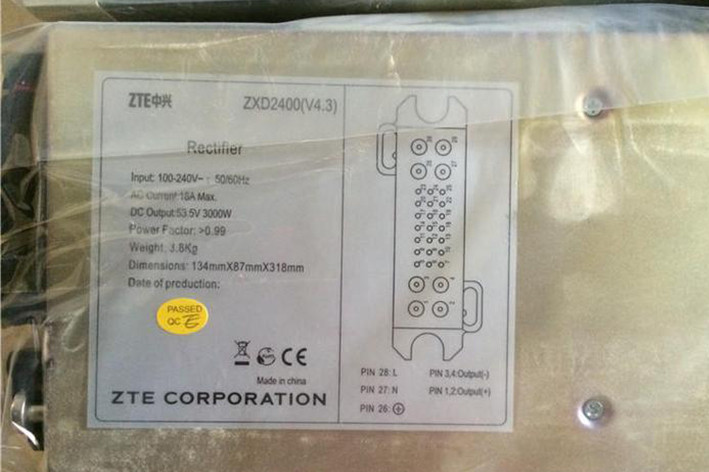 ZTE中兴 ZXD2400(V4.3)
Rectifier
Input: 100-240V~ ; 50/60Hz
AC Current:18A Max.
DC Output:53.5V 3000W
Power Factor: >0.99
Weight: 3.8Kg
Dimensions: 134mmX87mmX318mm
Date of production:
PASSED
QC E
CE
Made in china
ZTE CORPORATION
PIN 28: L PIN 3,4:Output(-)
PIN 27: N PIN 1,2:Output(+)
PIN 26: